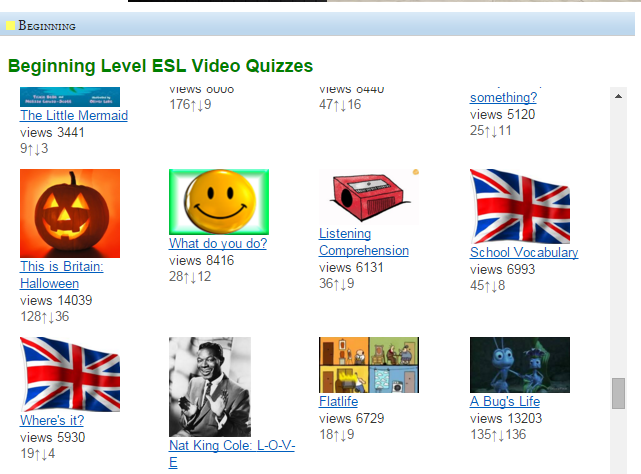 Beginning
Beginning Level ESL Video Quizzes
The Little Mermaid
views 3441
9↑↓3
views 8008
176↑↓9
views 8440
47↑↓16
something?
views 5120
25↑↓11
This is Britain:
Halloween
views 14039
128↑↓36
What do you do?
views 8416
28↑↓12
Listening
Comprehension
views 6131
36↑↓9
School Vocabulary
views 6993
45↑↓8
Where's it?
views 5930
19↑↓4
Nat King Cole: L-O-V-
E
Flatlife
views 6729
18↑↓9
A Bug's Life
views 13203
135↑↓136